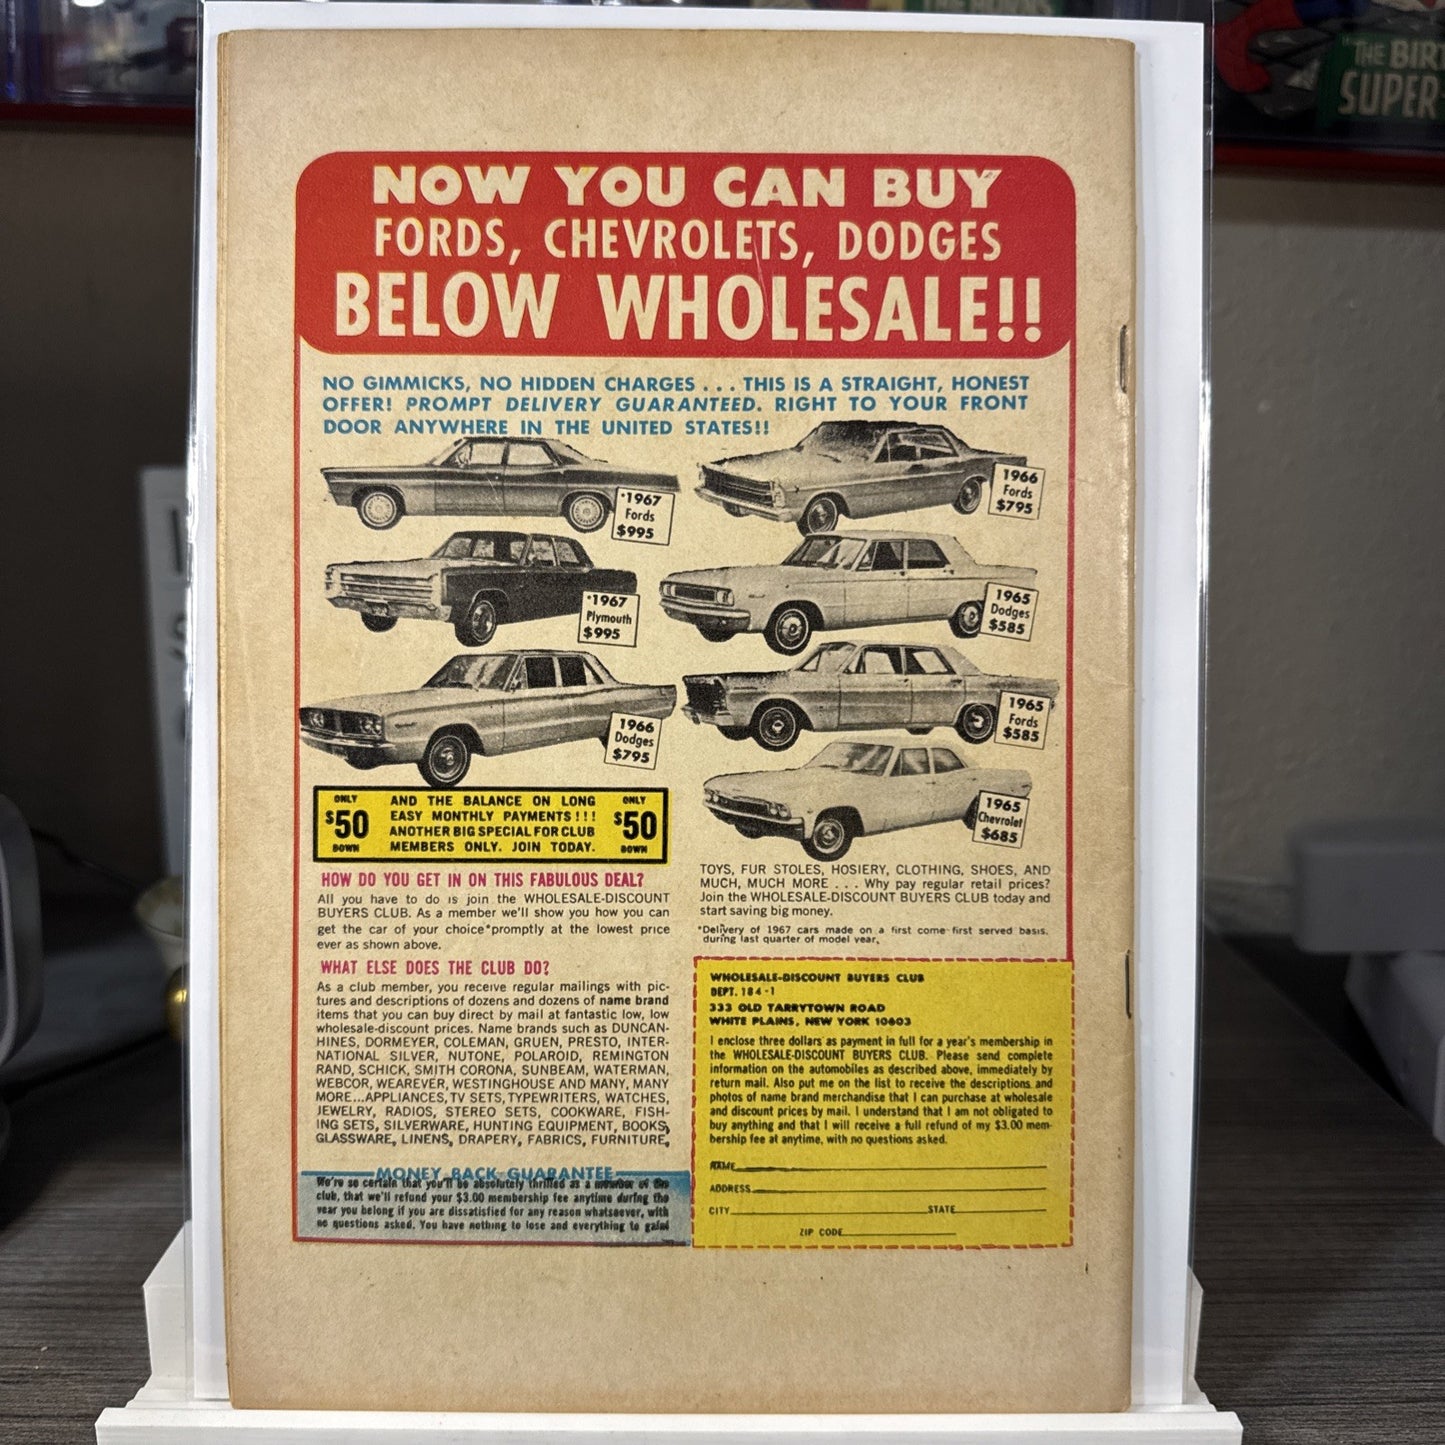 THE HORNS
"THE BIRT
SUPER-
NOW YOU CAN BUY
FORDS, CHEVROLETS, DODGES
BELOW WHOLESALE!!
NO GIMMICKS, NO HIDDEN CHARGES . . . THIS IS A STRAIGHT, HONEST
OFFER! PROMPT DELIVERY GUARANTEED. RIGHT TO YOUR FRONT
DOOR ANYWHERE IN THE UNITED STATES!!
*1967
Fords
$995
1966
Fords
$795
*1967
Plymouth
$995
1965
Dodges
$585
1966
Dodges
$795
1965
Fords
$585
1965
Chevrolet
$685
ONLY
$50
DOWN
AND THE BALANCE ON LONG
EASY MONTHLY PAYMENTS!!!
ANOTHER BIG SPECIAL FOR CLUB
MEMBERS ONLY. JOIN TODAY.
ONLY
$50
DOWN
HOW DO YOU GET IN ON THIS FABULOUS DEAL?
All you have to do is join the WHOLESALE-DISCOUNT
BUYERS CLUB. As a member we'll show you how you can
get the car of your choice*promptly at the lowest price
ever as shown above.
WHAT ELSE DOES THE CLUB DO?
As a club member, you receive regular mailings with pic-
tures and descriptions of dozens and dozens of name brand
items that you can buy direct by mail at fantastic low, low
wholesale-discount prices. Name brands such as DUNCAN-
HINES, DORMEYER, COLEMAN, GRUEN, PRESTO, INTER-
NATIONAL SILVER, NUTONE, POLAROID, REMINGTON
RAND, SCHICK, SMITH CORONA, SUNBEAM, WATERMAN,
WEBCOR, WEAREVER, WESTINGHOUSE AND MANY, MANY
MORE...APPLIANCES, TV SETS, TYPEWRITERS, WATCHES,
JEWELRY, RADIOS, STEREO SETS, COOKWARE, FISH-
ING SETS, SILVERWARE, HUNTING EQUIPMENT, BOOKS,
GLASSWARE, LINENS, DRAPERY, FABRICS, FURNITURE,
MONEY BACK GUARANTEE
We're so certain that you'll be absolutely thrilled as a member of the
club, that we'll refund your $3.00 membership fee anytime during the
year you belong if you are dissatisfied for any reason whatsoever, with
no questions asked. You have nothing to lose and everything to gain!
TOYS, FUR STOLES, HOSIERY, CLOTHING, SHOES, AND
MUCH, MUCH MORE . . . Why pay regular retail prices?
Join the WHOLESALE-DISCOUNT BUYERS CLUB today and
start saving big money.
*Delivery of 1967 cars made on a first come-first served basis,
during last quarter of model year.
WHOLESALE-DISCOUNT BUYERS CLUB
DEPT. 184-1
333 OLD TARRYTOWN ROAD
WHITE PLAINS, NEW YORK 10603
I enclose three dollars as payment in full for a year's membership in
the WHOLESALE-DISCOUNT BUYERS CLUB. Please send complete
information on the automobiles as described above, immediately by
return mail. Also put me on the list to receive the descriptions and
photos of name brand merchandise that I can purchase at wholesale
and discount prices by mail. I understand that I am not obligated to
buy anything and that I will receive a full refund of my $3.00 mem-
bership fee at anytime, with no questions asked.
NAME
ADDRESS
CITY STATE
ZIP CODE